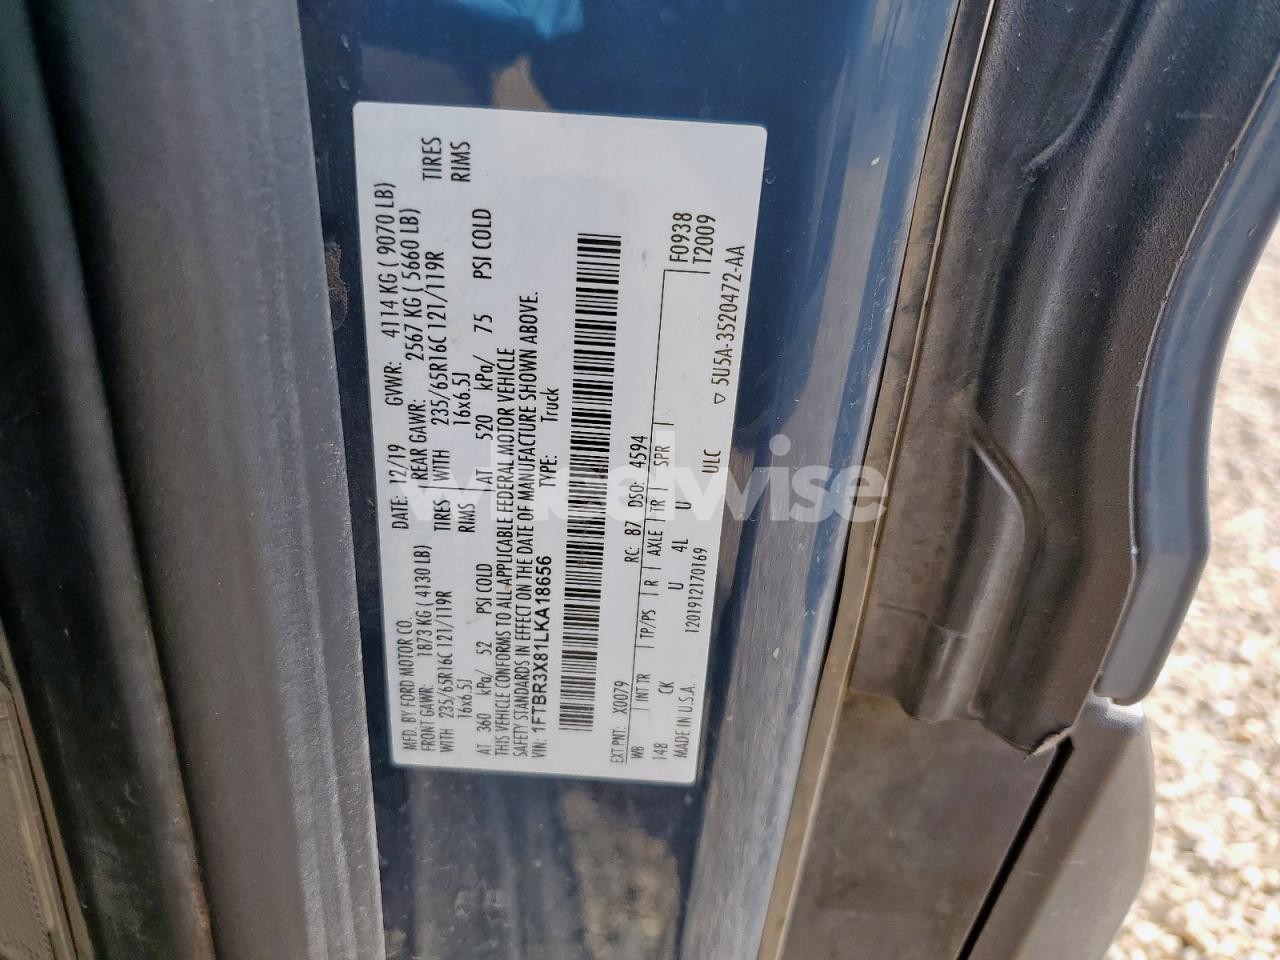 MFD. BY FORD MOTOR CO. DATE: 12/19 GVWR: 4114 KG ( 9070 LB)
FRONT GAWR: 1873 KG ( 4130 LB) REAR GAWR: 2567 KG ( 5660 LB)
WITH 235/65R16C 121/119R TIRES WITH 235/65R16C 121/119R TIRES
16x6.5J RIMS 16x6.5J RIMS
AT 360 kPa/ 52 PSI COLD AT 520 kPa/ 75 PSI COLD
THIS VEHICLE CONFORMS TO ALL APPLICABLE FEDERAL MOTOR VEHICLE
SAFETY STANDARDS IN EFFECT ON THE DATE OF MANUFACTURE SHOWN ABOVE.
VIN: 1FTBR3X81LKA18656 TYPE: Truck
EXT PNT: X0079 RC: 87 DSO: 4594 F0938
WB INT TR TP/PS R AXLE TR SPR T2009
148 CK U 4L U
MADE IN U.S.A. 1201912170169 ULC ▽ 5U5A-3520472-AA
wheelwise